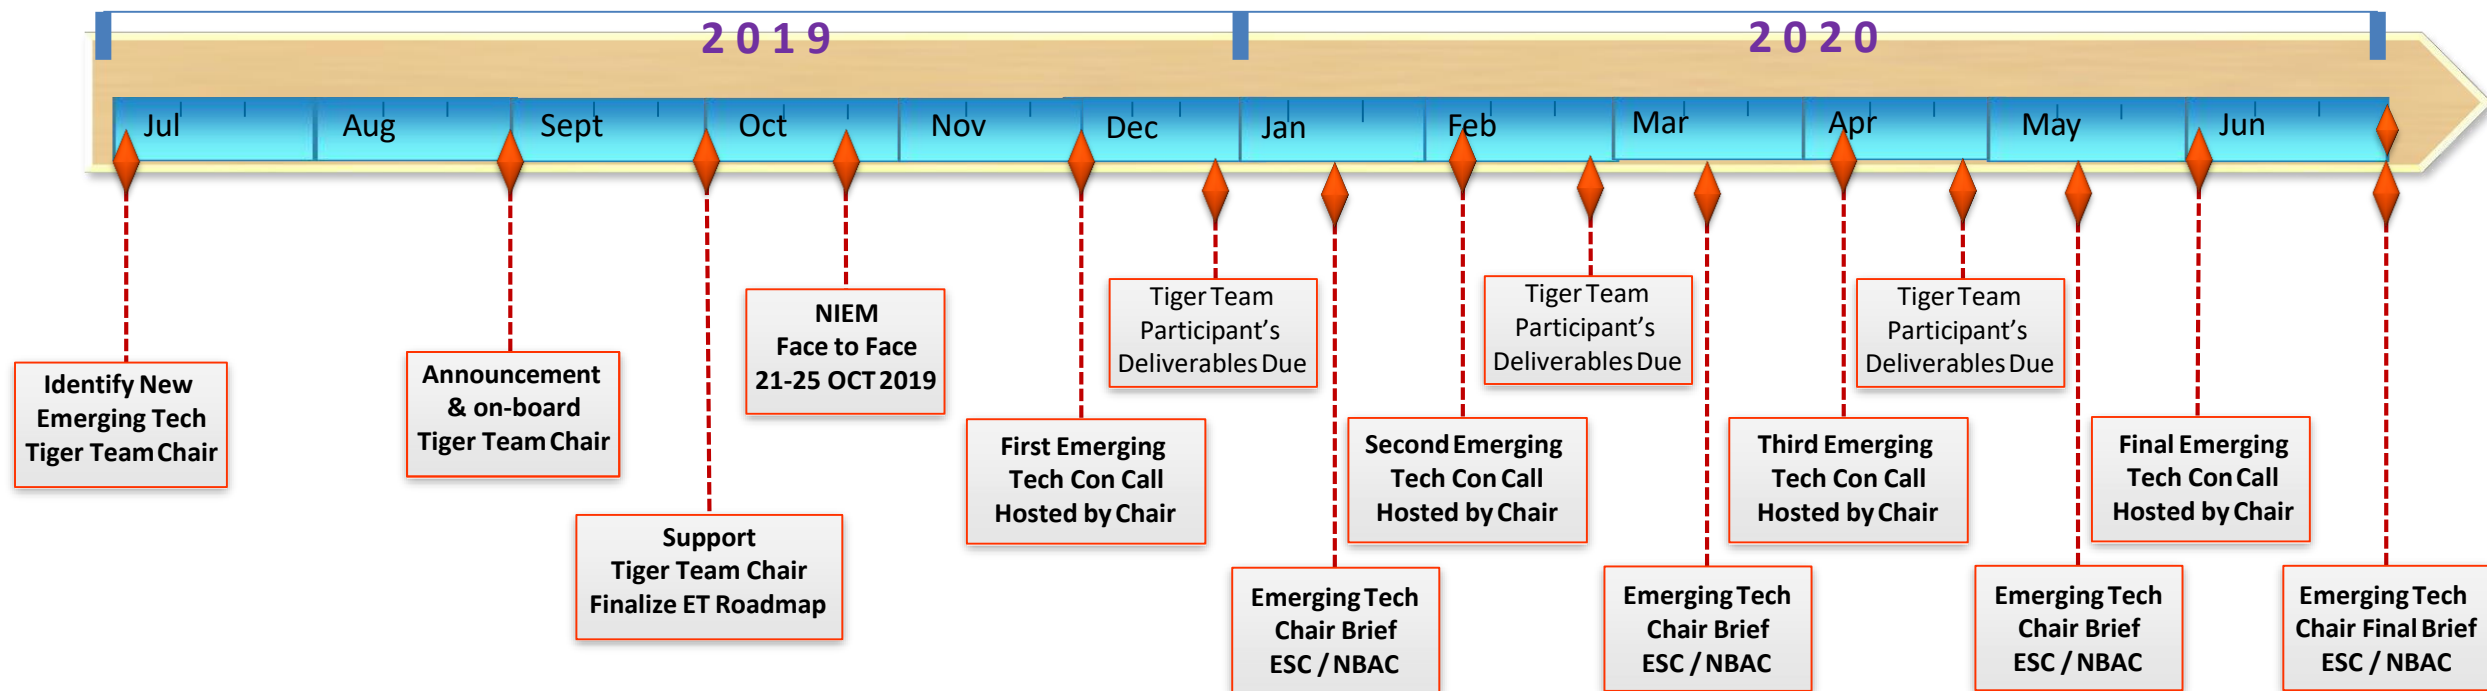 2019
2020
Jul
Aug
Sept
Oct
Nov
Dec
Jan
Feb
Mar
Apr
May
Jun
Identify New
Emerging Tech
Tiger Team Chair
Announcement
& on-board
Tiger Team Chair
Support
Tiger Team Chair
Finalize ET Roadmap
NIEM
Face to Face
21-25 OCT 2019
First Emerging
Tech Con Call
Hosted by Chair
Tiger Team
Participant’s
Deliverables Due
Emerging Tech
Chair Brief
ESC / NBAC
Second Emerging
Tech Con Call
Hosted by Chair
Tiger Team
Participant’s
Deliverables Due
Emerging Tech
Chair Brief
ESC / NBAC
Third Emerging
Tech Con Call
Hosted by Chair
Tiger Team
Participant’s
Deliverables Due
Emerging Tech
Chair Brief
ESC / NBAC
Final Emerging
Tech Con Call
Hosted by Chair
Emerging Tech
Chair Final Brief
ESC / NBAC